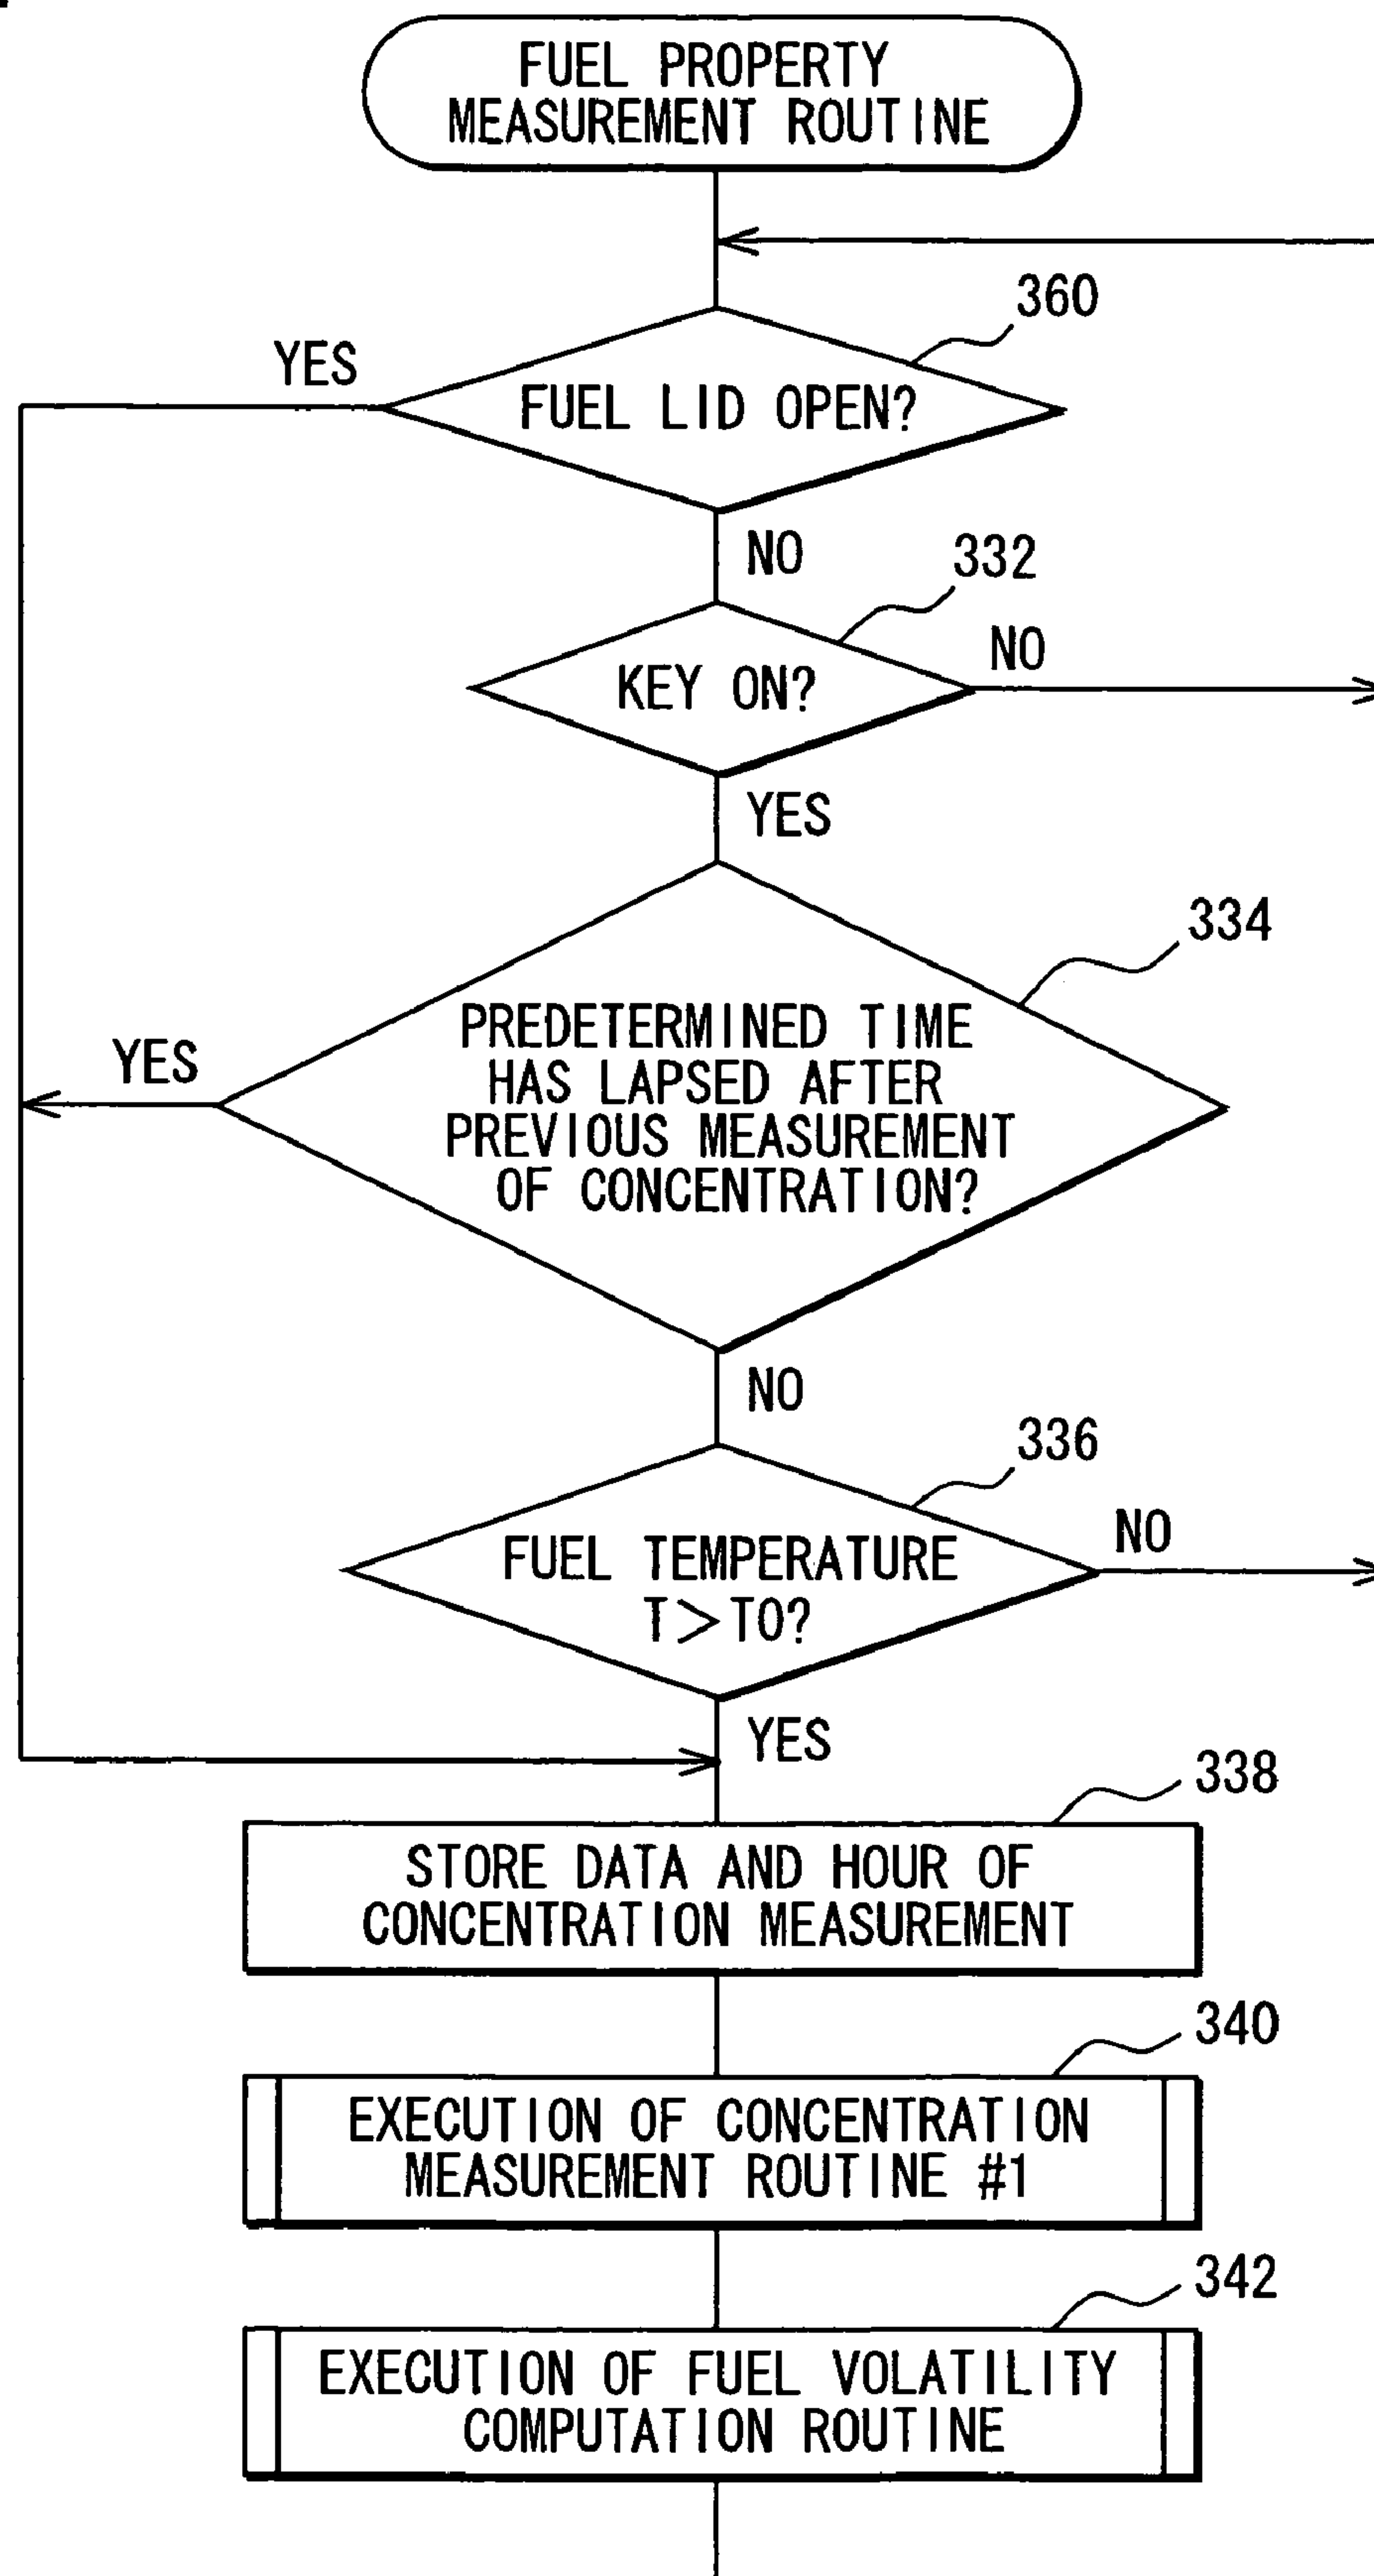 FUEL PROPERTY
MEASUREMENT ROUTINE
360
YES
FUEL LID OPEN?
NO
332
KEY ON?
NO
YES
334
PREDETERMINED TIME
HAS LAPSED AFTER
PREVIOUS MEASUREMENT
OF CONCENTRATION?
YES
NO
336
FUEL TEMPERATURE
T>TO?
NO
YES
338
STORE DATA AND HOUR OF
CONCENTRATION MEASUREMENT
340
EXECUTION OF CONCENTRATION
MEASUREMENT ROUTINE #1
342
EXECUTION OF FUEL VOLATILITY
COMPUTATION ROUTINE